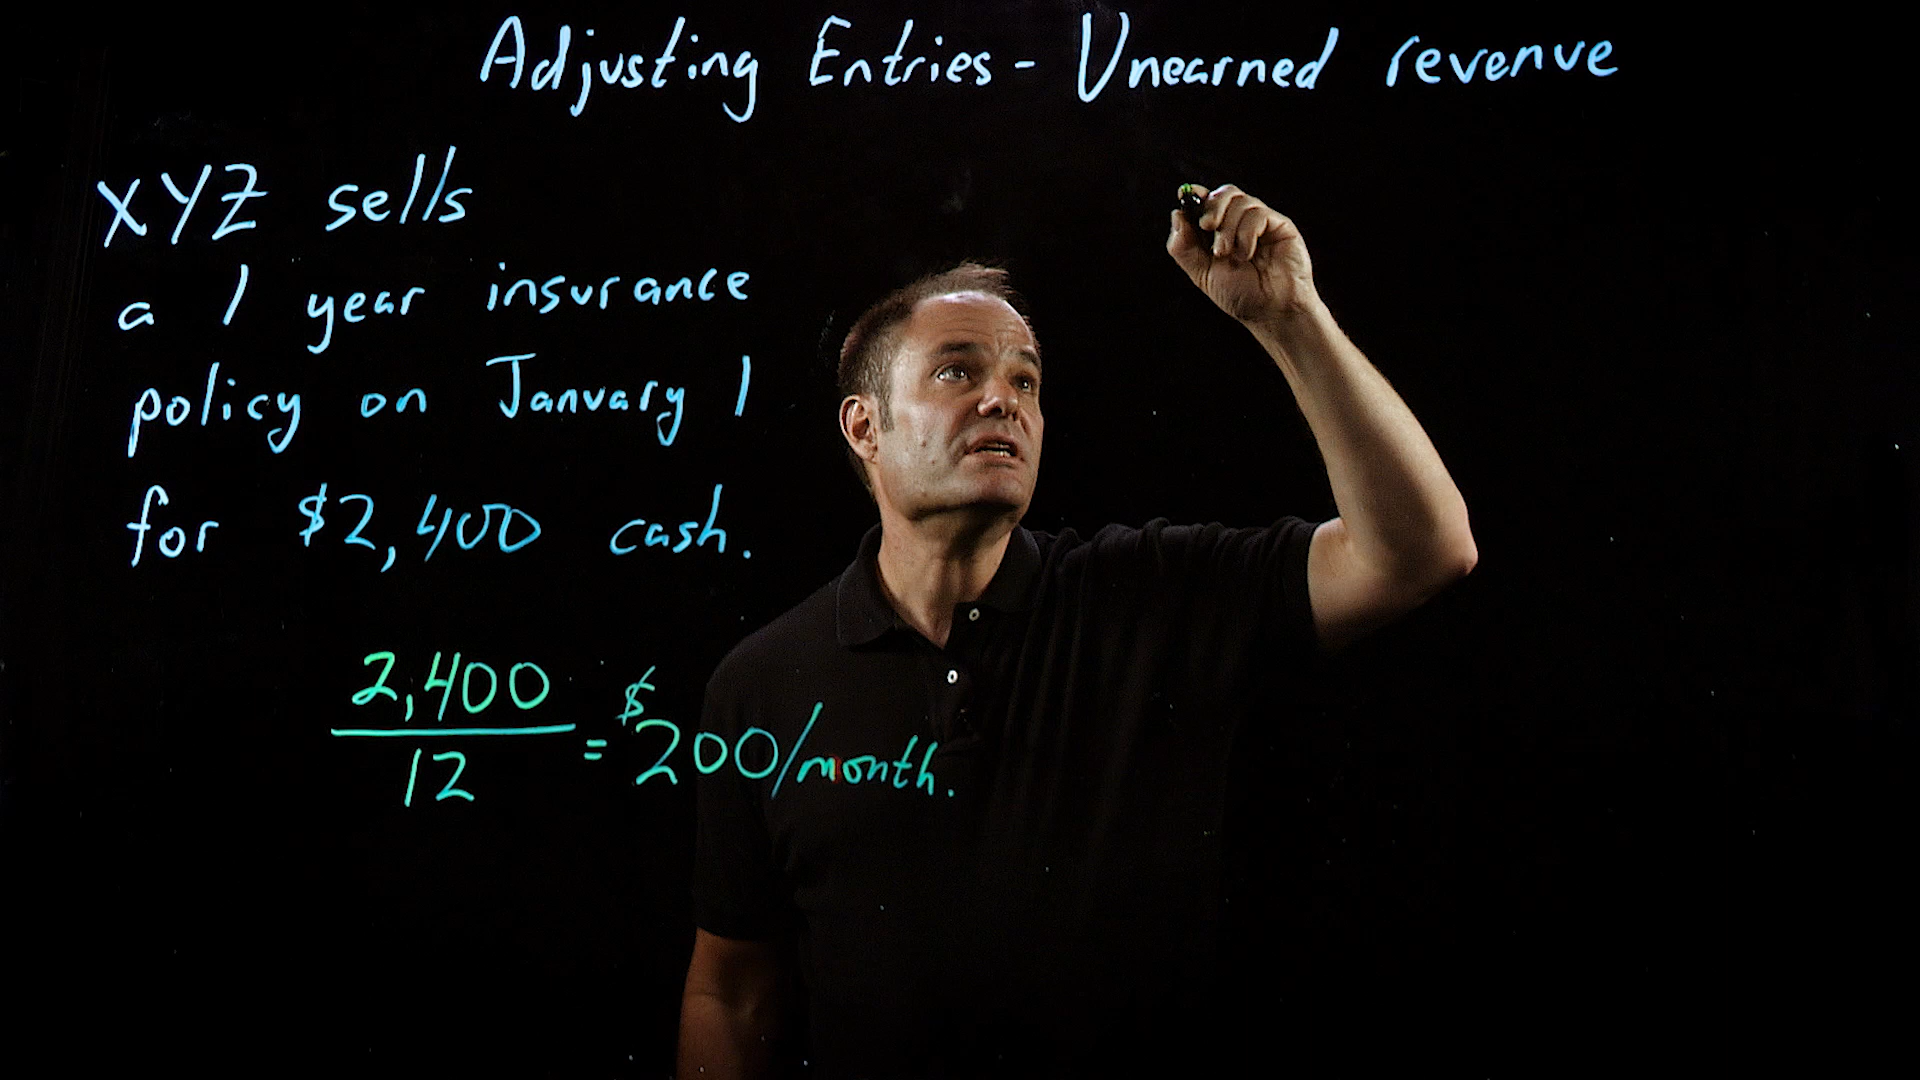 Adjusting Entries - Unearned revenue
XYZ sells
a 1 year insurance
policy on January 1
for $2,400 cash.
2,400
12
= $200/month.